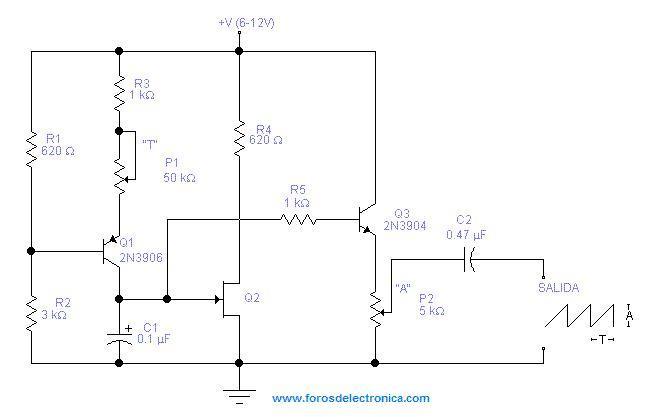 +V (6-12V)
R3
1 kΩ
R1
620 Ω
"T"
P1
50 kΩ
R4
620 Ω
R5
1 kΩ
Q3
2N3904
C2
0.47 µF
Q1
2N3906
"A"
P2
5 kΩ
SALIDA
R2
3 kΩ
+
C1
0.1 µF
Q2
A
T
www.forosdelectronica.com